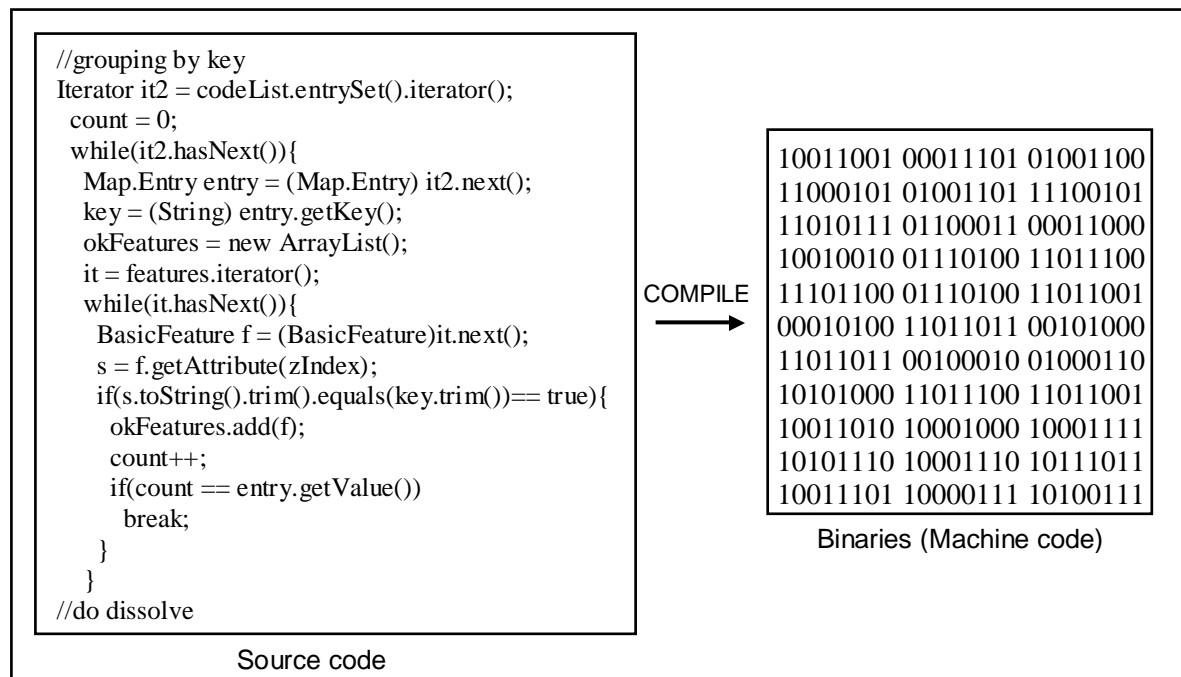 //grouping by key
Iterator it2 = codeList.entrySet().iterator();
count = 0;
while(it2.hasNext()){
Map.Entry entry = (Map.Entry) it2.next();
key = (String) entry.getKey();
okFeatures = new ArrayList();
it = features.iterator();
while(it.hasNext()){
BasicFeature f = (BasicFeature)it.next();
s = f.getAttribute(zIndex);
if(s.toString().trim().equals(key.trim())== true){
okFeatures.add(f);
count++;
if(count == entry.getValue())
break;
}
}
//do dissolve
Source code
COMPILE
10011001 00011101 01001100
11000101 01001101 11100101
11010111 01100011 00011000
10010010 01110100 11011100
11101100 01110100 11011001
00010100 11011011 00101000
11011011 00100010 01000110
10101000 11011100 11011001
10011010 10001000 10001111
10101110 10001110 10111011
10011101 10000111 10100111
Binaries (Machine code)